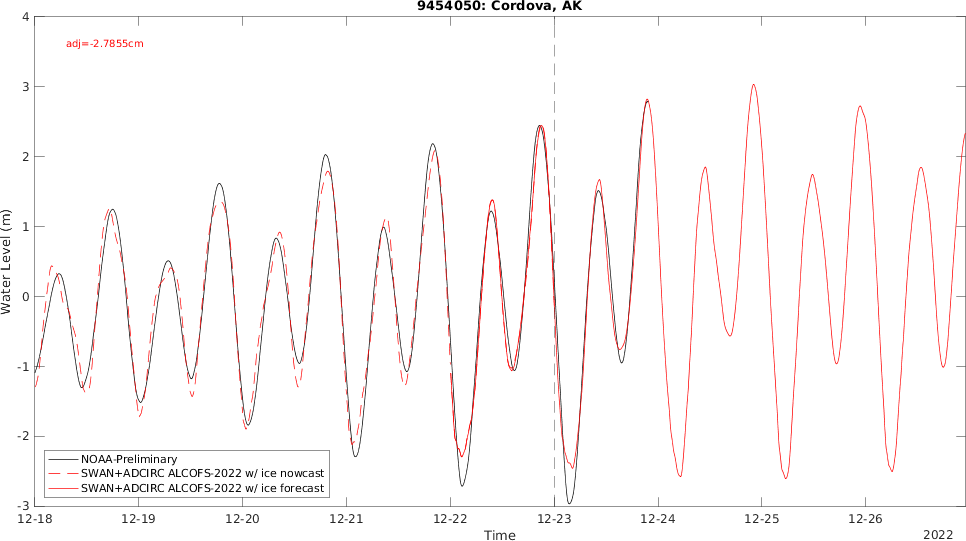 9454050: Cordova, AK
adj=-2.7855cm
4
3
2
1
0
-1
-2
-3
Water Level (m)
NOAA-Preliminary
SWAN+ADCIRC ALCOFS-2022 w/ ice nowcast
SWAN+ADCIRC ALCOFS-2022 w/ ice forecast
12-18 12-19 12-20 12-21 12-22 12-23 12-24 12-25 12-26
Time
2022